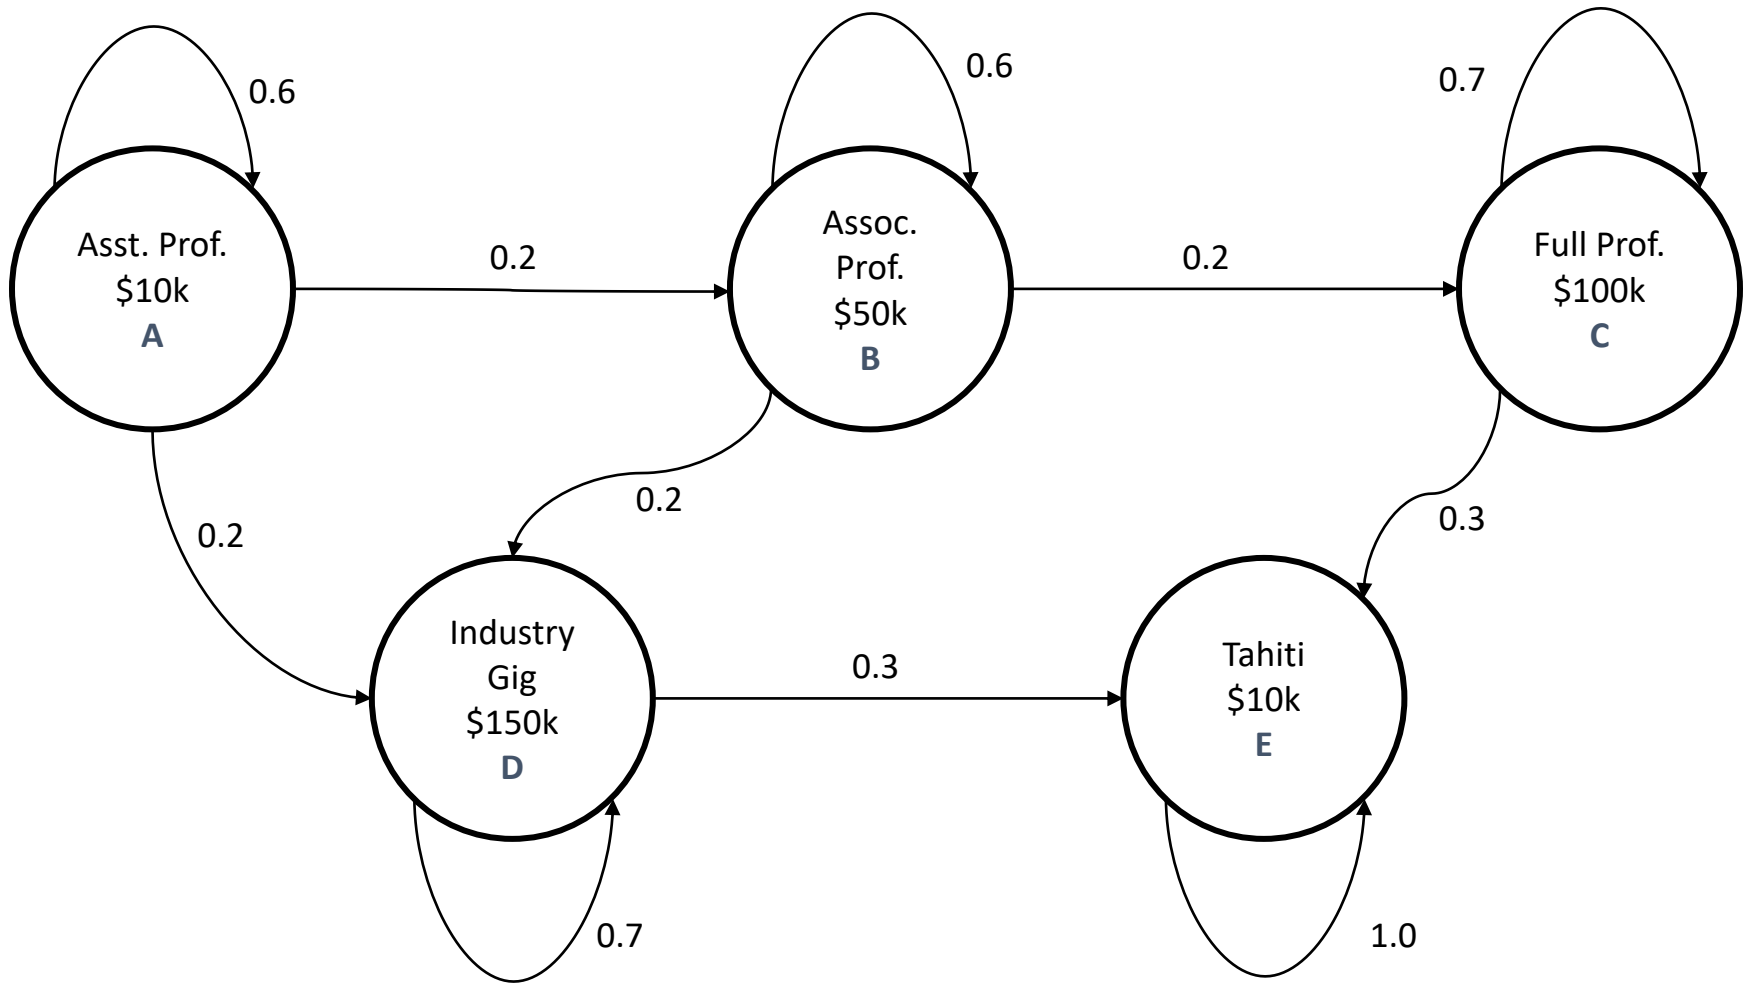 0.6
0.6
0.7
Asst. Prof.
$10k
A
0.2
Assoc.
Prof.
$50k
B
0.2
Full Prof.
$100k
C
0.2
0.2
0.3
Industry
Gig
$150k
D
0.3
Tahiti
$10k
E
0.7
1.0